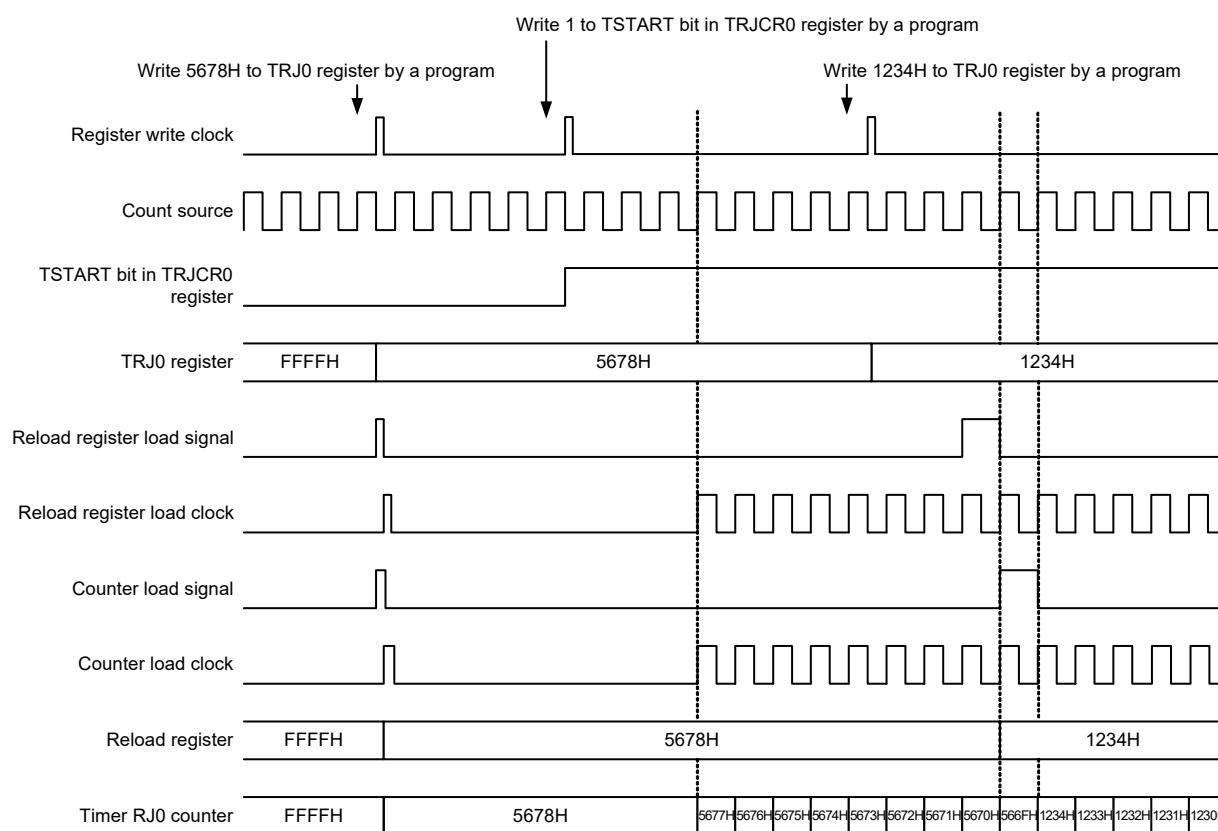 Write 1 to TSTART bit in TRJCR0 register by a program
Write 5678H to TRJ0 register by a program
Write 1234H to TRJ0 register by a program
Register write clock
Count source
TSTART bit in TRJCR0
register
TRJ0 register
FFFFH
5678H
1234H
Reload register load signal
Reload register load clock
Counter load signal
Counter load clock
Reload register
FFFFH
5678H
1234H
Timer RJ0 counter
FFFFH
5678H
5677H
5676H
5675H
5674H
5673H
5672H
5671H
5670H
566FH
1234H
1233H
1232H
1231H
1230